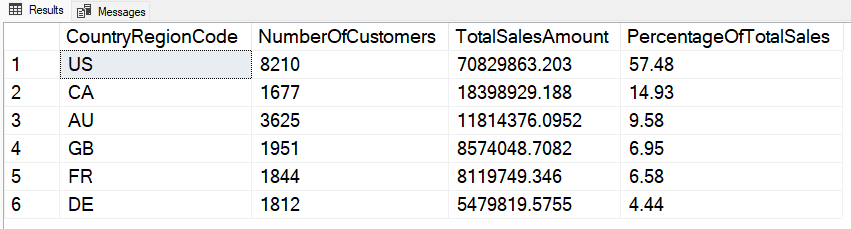 Results Messages
CountryRegionCode NumberOfCustomers TotalSalesAmount PercentageOfTotalSales
1 US 8210 70829863.203 57.48
2 CA 1677 18398929.188 14.93
3 AU 3625 11814376.0952 9.58
4 GB 1951 8574048.7082 6.95
5 FR 1844 8119749.346 6.58
6 DE 1812 5479819.5755 4.44